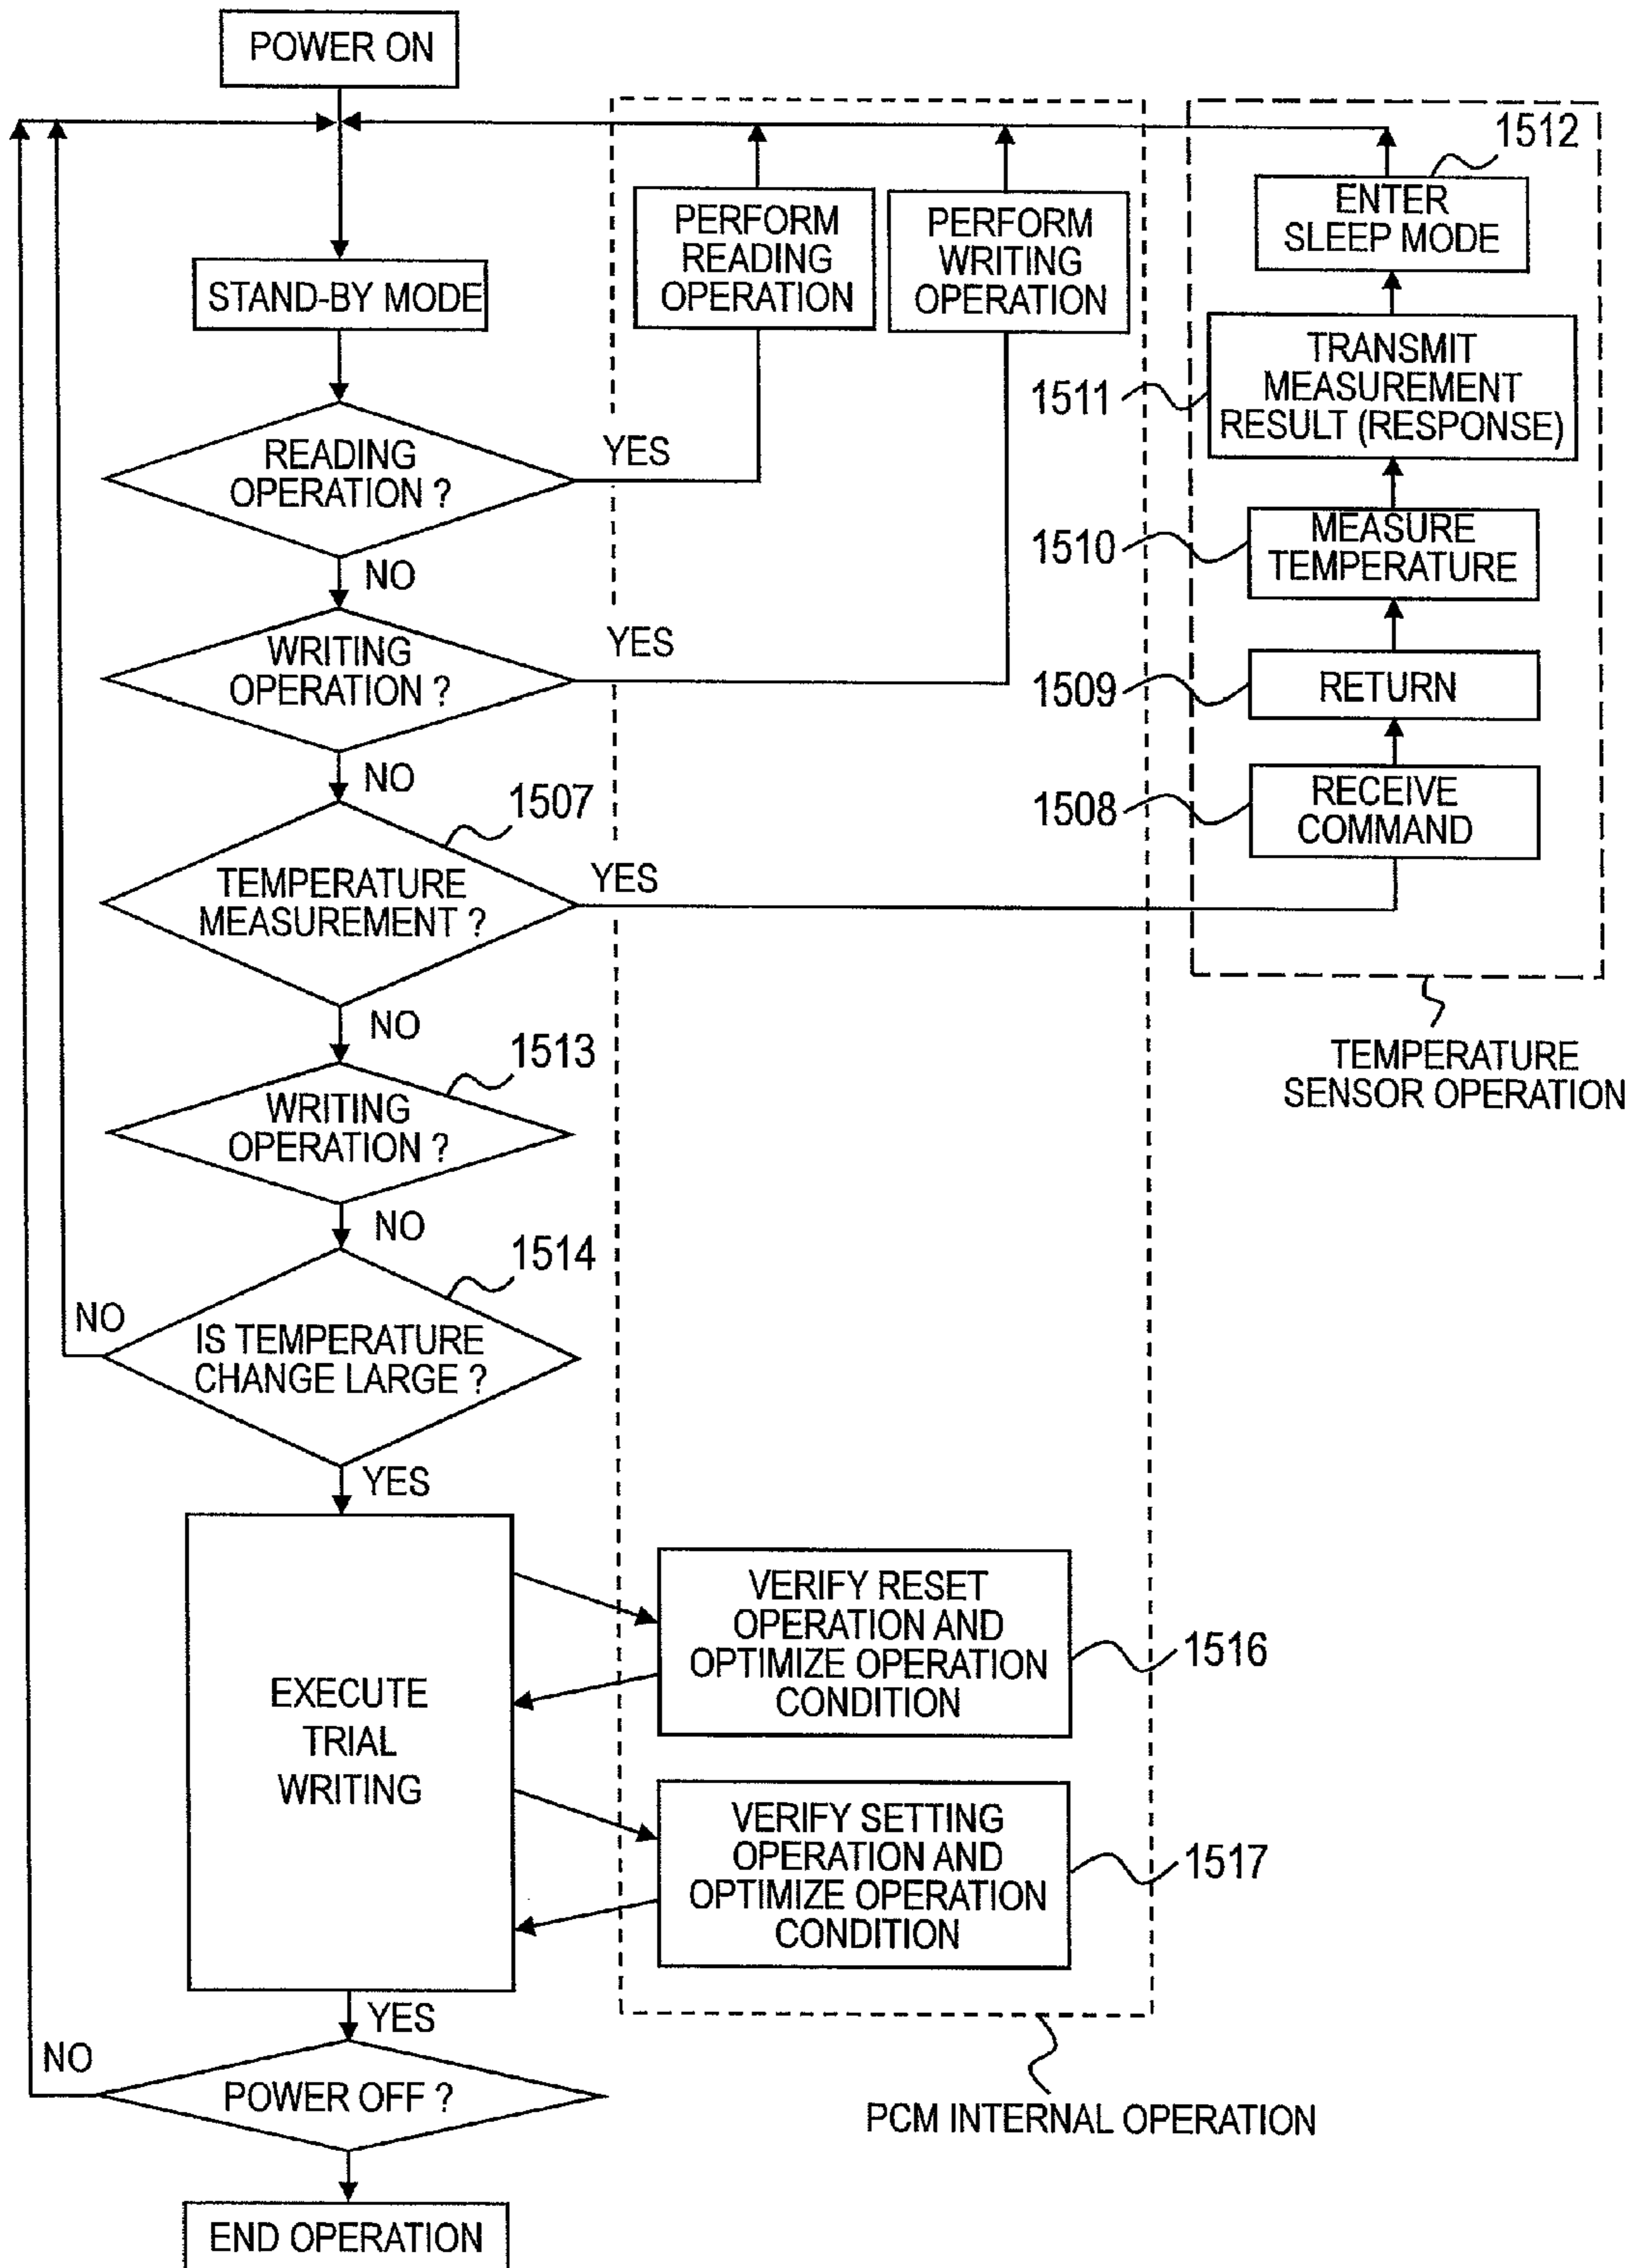 POWER ON
STAND-BY MODE
READING
OPERATION ?
YES
NO
WRITING
OPERATION ?
YES
NO
1507
TEMPERATURE
MEASUREMENT ?
YES
NO
1513
WRITING
OPERATION ?
NO
1514
IS TEMPERATURE
CHANGE LARGE ?
NO
YES
EXECUTE
TRIAL
WRITING
YES
NO
POWER OFF ?
END OPERATION
PERFORM
READING
OPERATION
PERFORM
WRITING
OPERATION
VERIFY RESET
OPERATION AND
OPTIMIZE OPERATION
CONDITION
1516
VERIFY SETTING
OPERATION AND
OPTIMIZE OPERATION
CONDITION
1517
PCM INTERNAL OPERATION
1512
ENTER
SLEEP MODE
1511
TRANSMIT
MEASUREMENT
RESULT (RESPONSE)
1510
MEASURE
TEMPERATURE
1509
RETURN
1508
RECEIVE
COMMAND
TEMPERATURE
SENSOR OPERATION